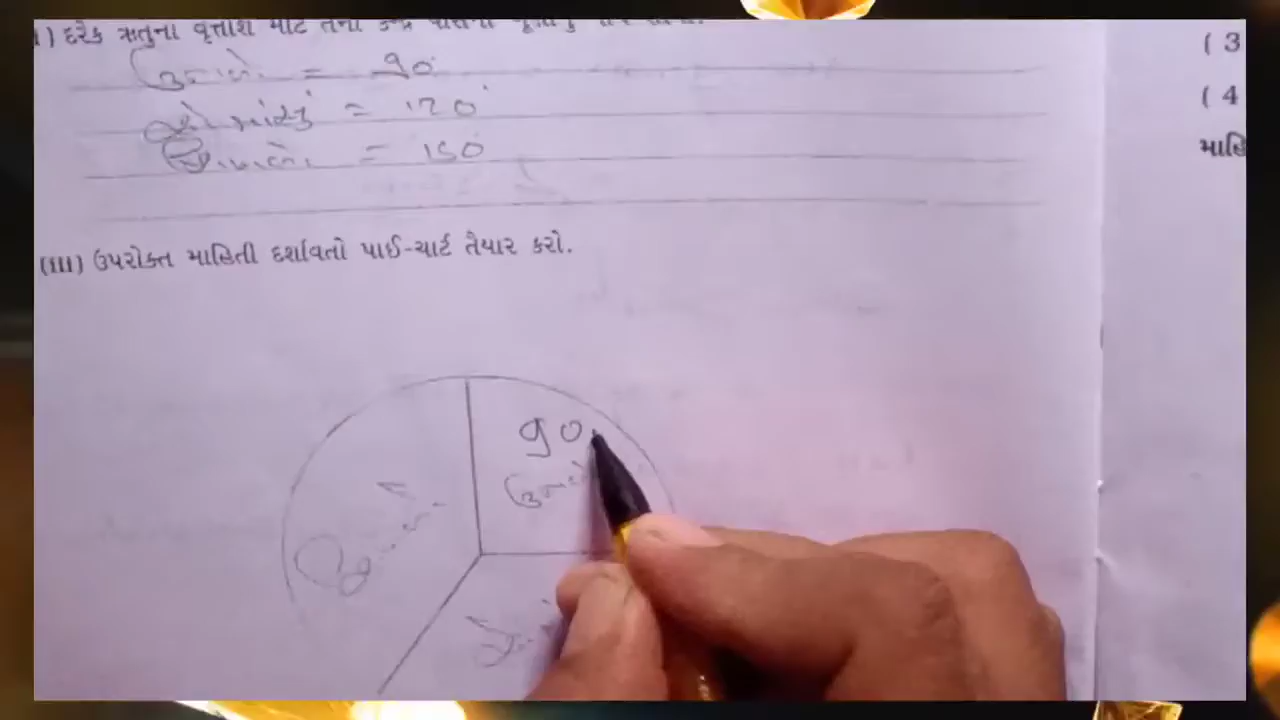 ) દરેક ઋતુના વૃત્તાંશ માટે તેના કેન્દ્ર પાસેના
ઉનાળો = 90°
ચોમાસું = 120°
શિયાળો = 150
(III) ઉપરોક્ત માહિતી દર્શાવતો પાઈ-ચાર્ટ તૈયાર કરો.
90
ઉનાળો
( 3
( 4
માહિ